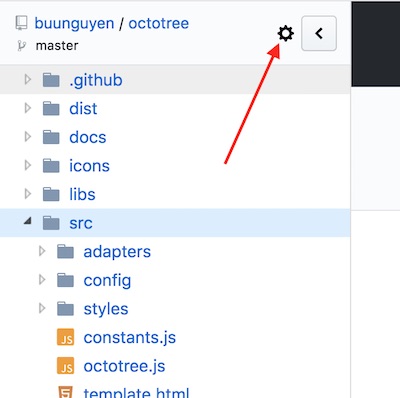 buunguyen / octotree
master
.github
dist
docs
icons
libs
src
adapters
config
styles
JS constants.js
JS octotree.js
template.html